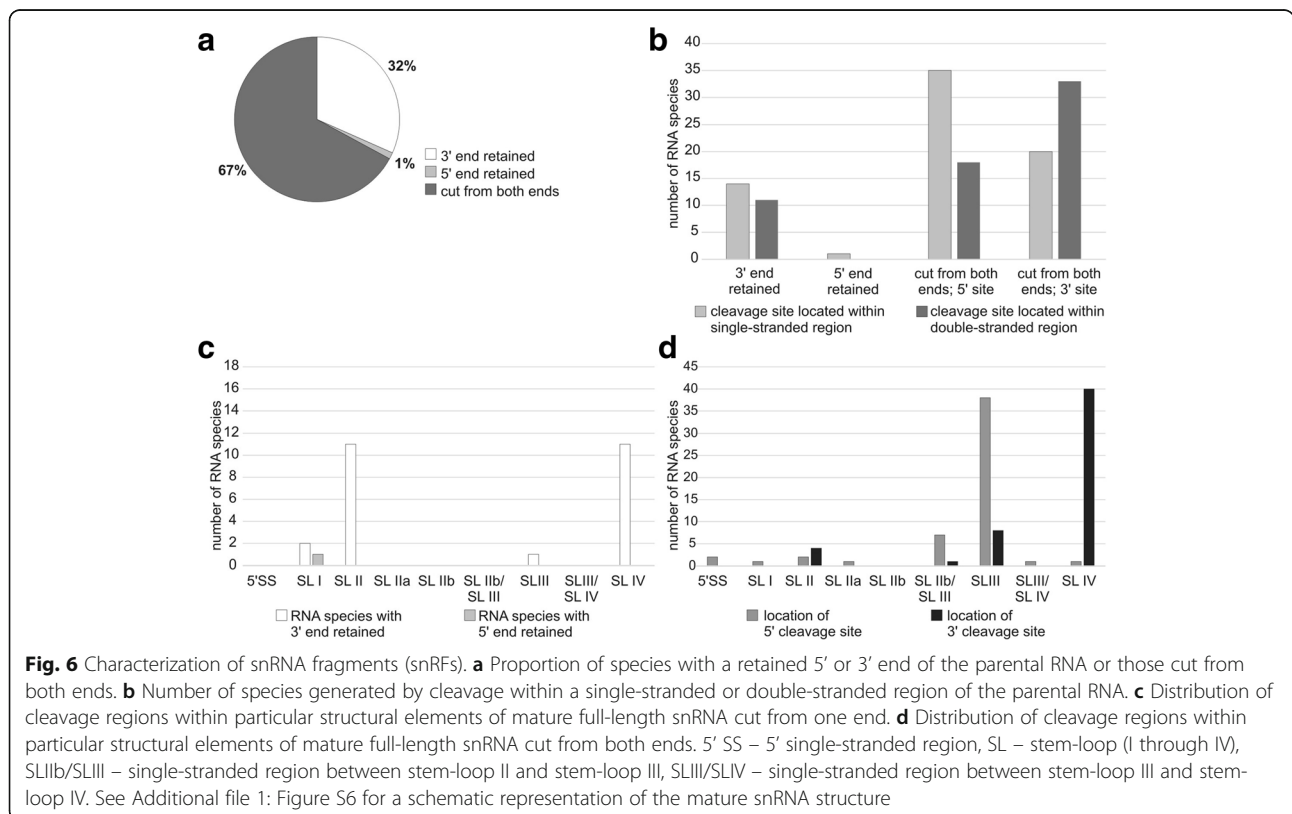 a
32%
1%
67%
3' end retained
5' end retained
cut from both ends
b
number of RNA species
40
35
30
25
20
15
10
5
0
3' end
retained
5' end
retained
cut from both
ends; 5' site
cut from both
ends; 3' site
cleavage site located within
single-stranded region
cleavage site located within
double-stranded region
c
number of RNA species
18
16
14
12
10
8
6
4
2
0
5'SS
SL I
SL II
SL IIa
SL IIb
SL IIb/
SL III
SLIII
SLIII/
SL IV
SL IV
RNA species with
3' end retained
RNA species with
5' end retained
d
number of RNA species
45
40
35
30
25
20
15
10
5
0
5'SS
SL I
SL II
SL IIa
SL IIb
SL IIb/
SL III
SLIII
SLIII/
SL IV
SL IV
location of
5' cleavage site
location of
3' cleavage site
Fig. 6 Characterization of snRNA fragments (snRFs). a Proportion of species with a retained 5′ or 3′ end of the parental RNA or those cut from
both ends. b Number of species generated by cleavage within a single-stranded or double-stranded region of the parental RNA. c Distribution of
cleavage regions within particular structural elements of mature full-length snRNA cut from one end. d Distribution of cleavage regions within
particular structural elements of mature full-length snRNA cut from both ends. 5′ SS – 5′ single-stranded region, SL – stem-loop (I through IV),
SLIIb/SLIII – single-stranded region between stem-loop II and stem-loop III, SLIII/SLIV – single-stranded region between stem-loop III and stem-
loop IV. See Additional file 1: Figure S6 for a schematic representation of the mature snRNA structure